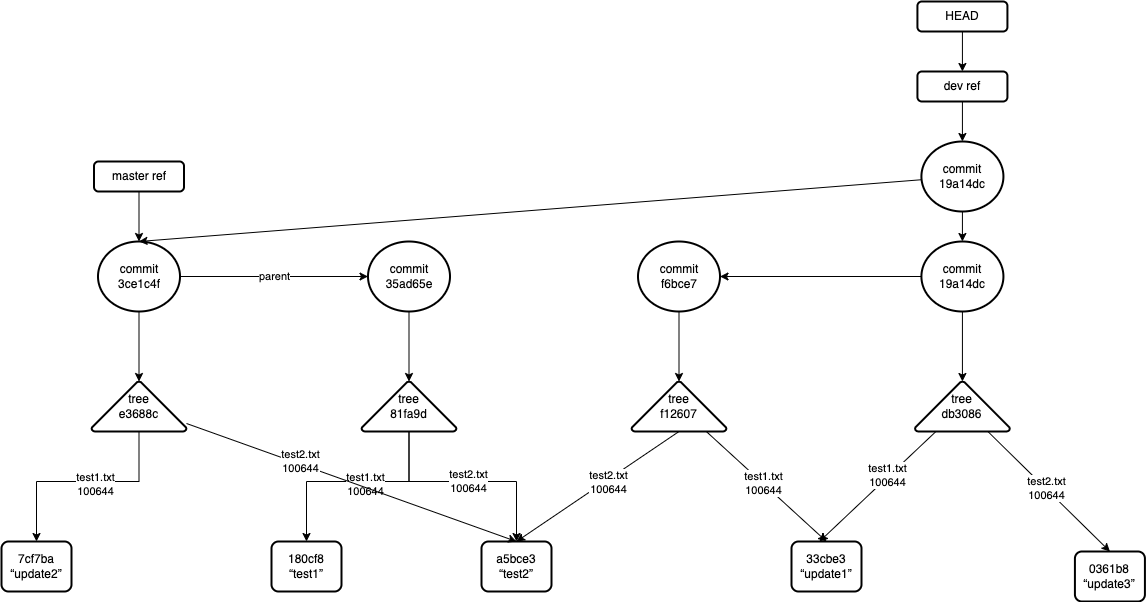 HEAD
dev ref
commit
19a14dc
master ref
commit
3ce1c4f
parent
commit
35ad65e
commit
f6bce7
commit
19a14dc
tree
e3688c
tree
81fa9d
tree
f12607
tree
db3086
test1.txt
100644
test2.txt
100644
test1.txt
100644
test2.txt
100644
test2.txt
100644
test1.txt
100644
test1.txt
100644
test2.txt
100644
7cf7ba
“update2”
180cf8
“test1”
a5bce3
“test2”
33cbe3
“update1”
0361b8
“update3”